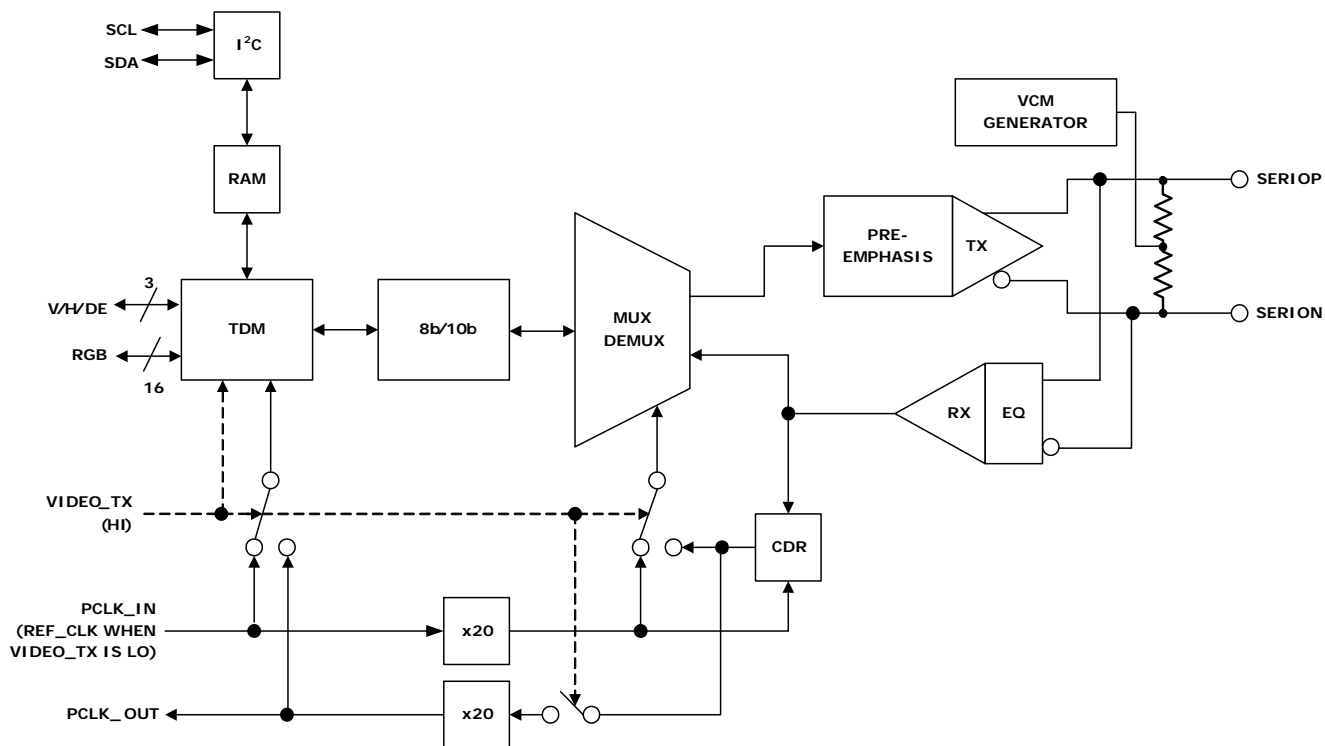 SCL
SDA
I²C
RAM
VCM
GENERATOR
SERIOP
PRE-
EMPHASIS
TX
V/H/DE
3
TDM
8b/10b
MUX
DEMUX
SERION
RGB
16
RX
EQ
VIDEO_TX
(HI)
CDR
PCLK_IN
(REF_CLK WHEN
VIDEO_TX IS LO)
x20
PCLK_OUT
x20